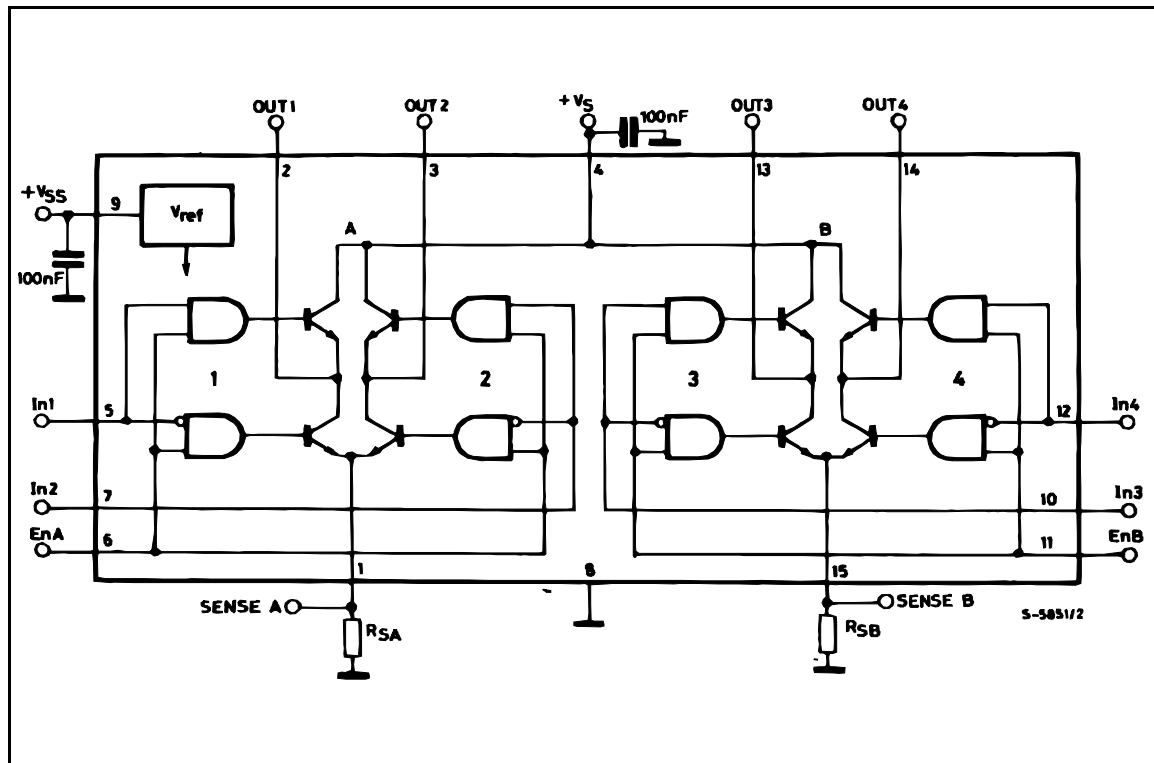 OUT1 OUT2 +VS 100nF OUT3 OUT4
2 3 4 13 14
+VSS 9 Vref
A B
100nF
1 2 3 4
In1 5 12 In4
In2 7 10 In3
EnA 6 11 EnB
1 8 15
SENSE A SENSE B
S-5851/2
RSA RSB